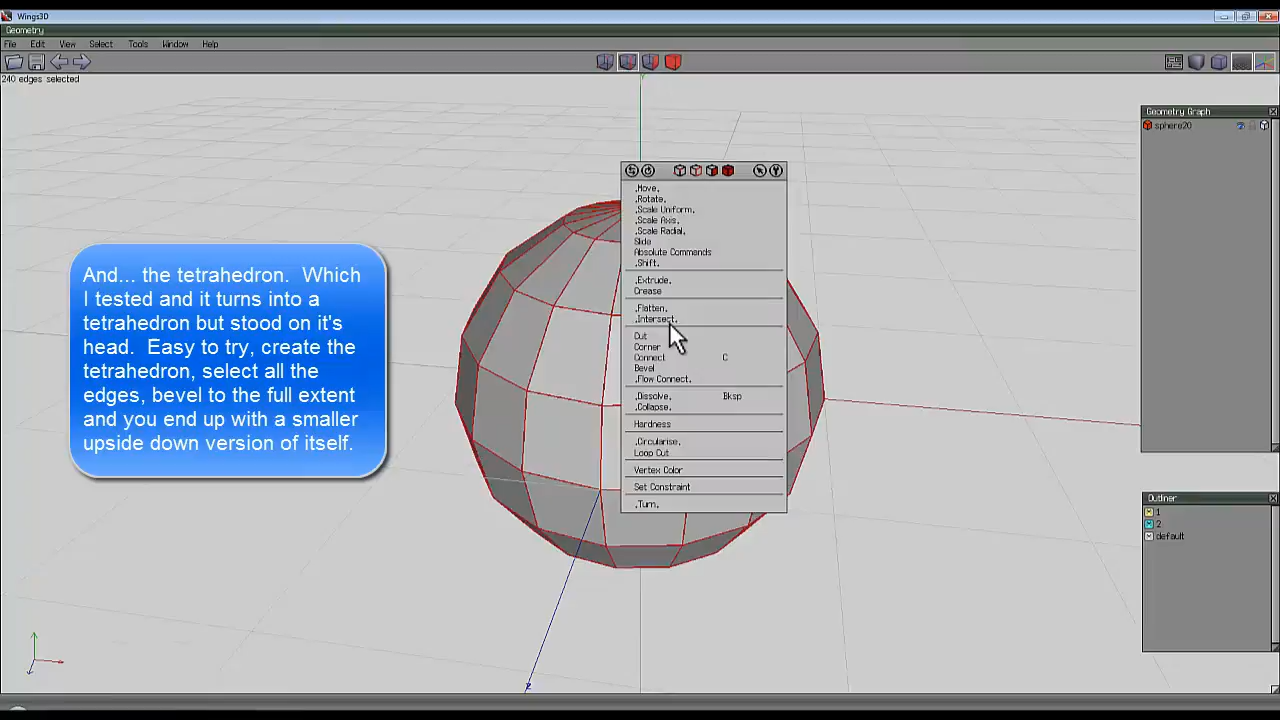 Wings3D
Geometry
File Edit View Select Tools Window Help
240 edges selected
And... the tetrahedron. Which
I tested and it turns into a
tetrahedron but stood on it's
head. Easy to try, create the
tetrahedron, select all the
edges, bevel to the full extent
and you end up with a smaller
upside down version of itself.
.Move.
.Rotate.
.Scale Uniform.
.Scale Axis.
.Scale Radial.
Slide
Absolute Commands
.Shift.
.Extrude.
Crease
.Flatten.
.Intersect.
Cut
Corner
Connect C
Bevel
.Flow Connect.
.Dissolve. Bksp
.Collapse.
Hardness
.Circularise.
Loop Cut
Vertex Color
Set Constraint
.Turn.
Geometry Graph
sphere20
Outliner
1
2
default
Y
Z